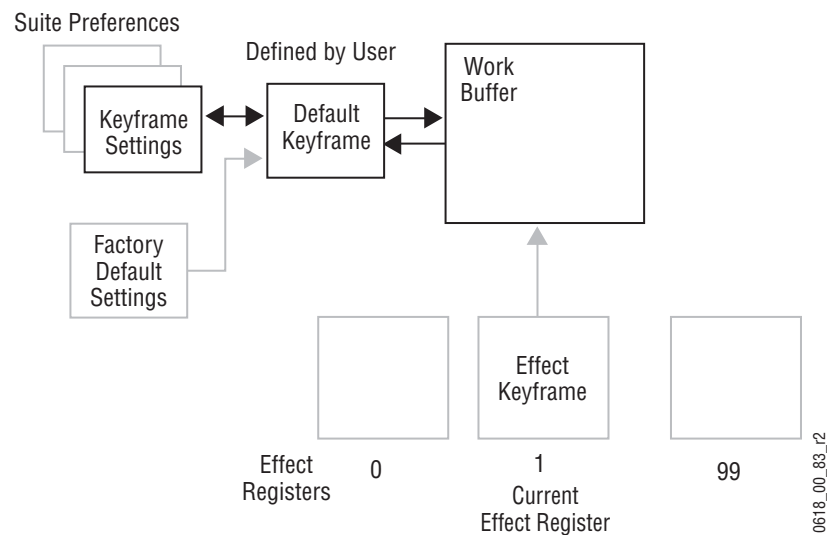 Suite Preferences
Defined by User
Keyframe
Settings
Default
Keyframe
Work
Buffer
Factory
Default
Settings
Effect
Keyframe
Effect
Registers
0
1
99
Current
Effect Register
0618_00_83_r2